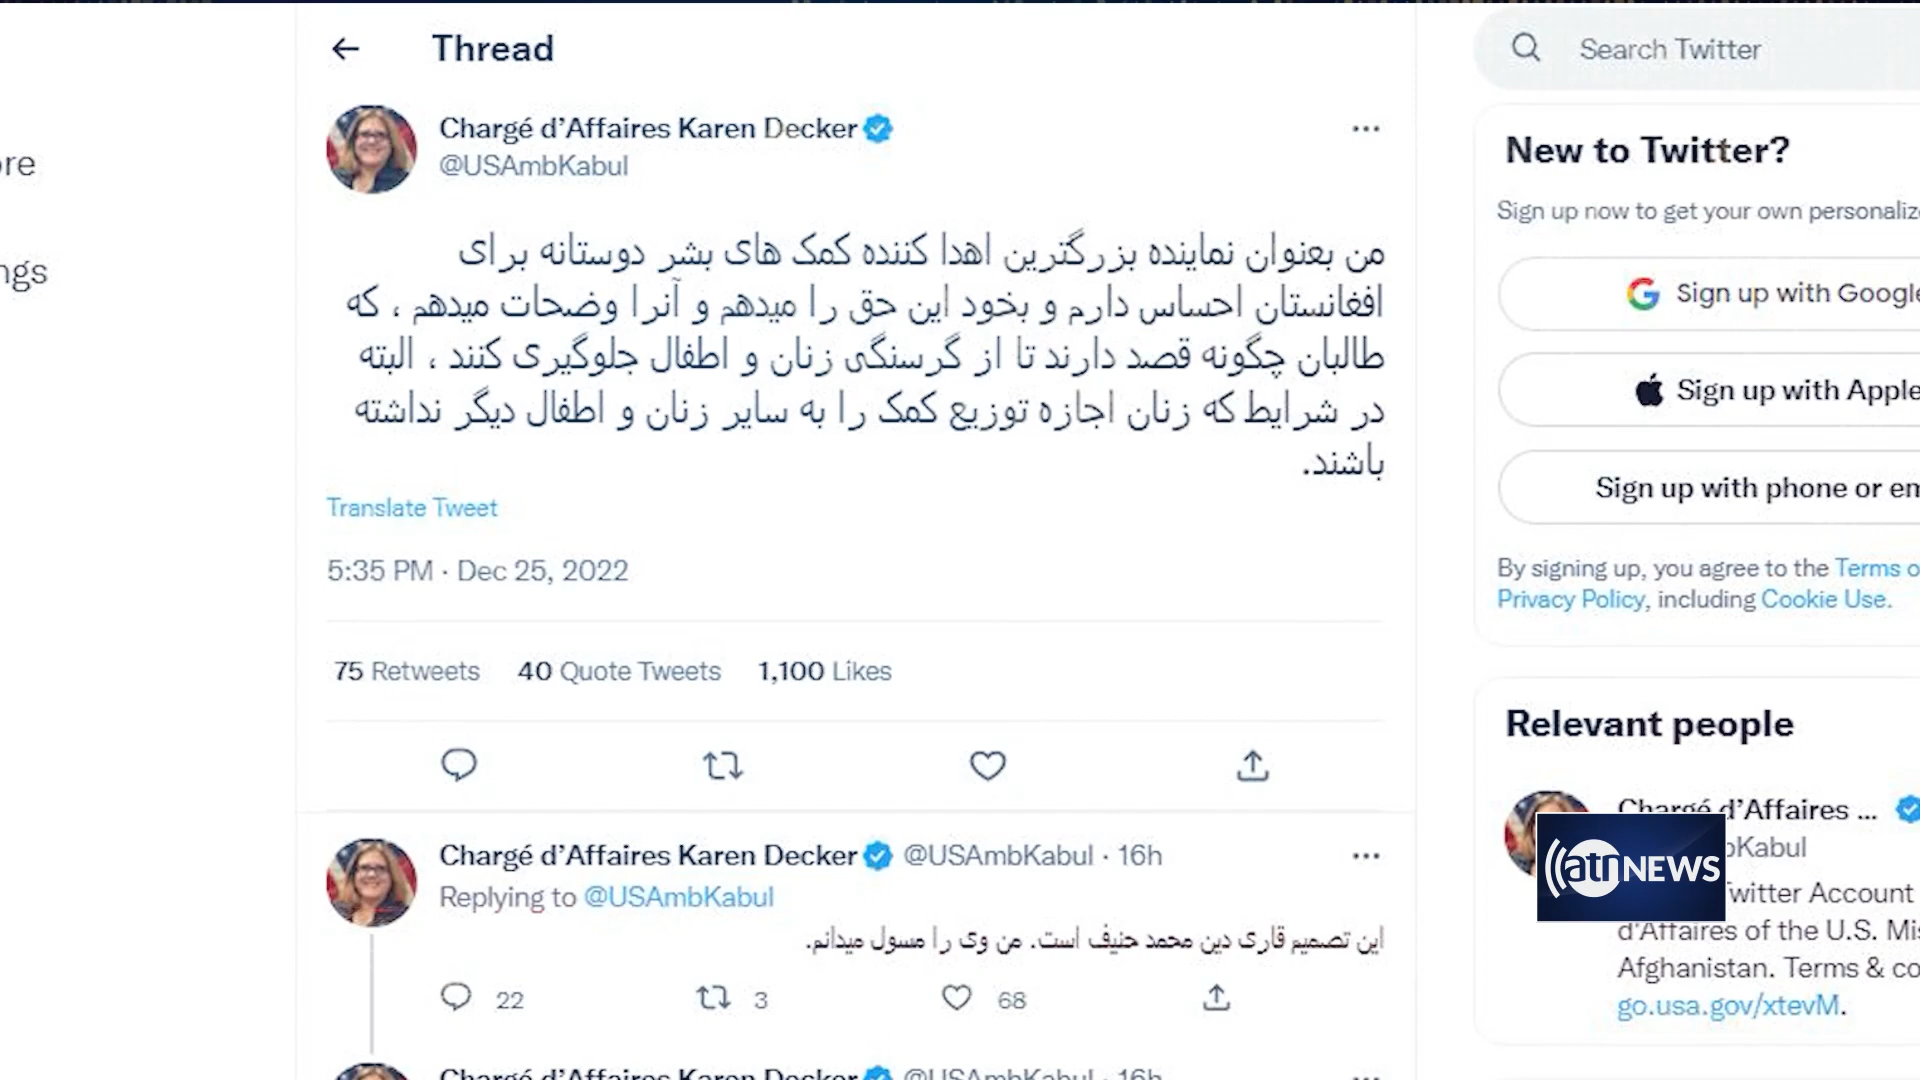 Thread
Chargé d’Affaires Karen Decker
@USAmbKabul
من بعنوان نماینده بزرگترین اهدا کننده کمک های بشر دوستانه برای
افغانستان احساس دارم و بخود این حق را میدهم و آنرا وضحات میدهم ، که
طالبان چگونه قصد دارند تا از گرسنگی زنان و اطفال جلوگیری کنند ، البته
در شرایط که زنان اجازه توزیع کمک را به سایر زنان و اطفال دیگر نداشته
باشند.
Translate Tweet
5:35 PM · Dec 25, 2022
75 Retweets 40 Quote Tweets 1,100 Likes
Chargé d’Affaires Karen Decker @USAmbKabul · 16h
Replying to @USAmbKabul
این تصمیم قاری دین محمد حنیف است. من وی را مسول میدانم.
22 3 68
Chargé d’Affaires Karen Decker @USAmbKabul · 16h
Search Twitter
New to Twitter?
Sign up now to get your own
Sign up with Google
Sign up with Apple
Sign up with phone or
By signing up, you agree to the Terms
Privacy Policy, including Cookie Use.
Relevant people
Chargé d’Affaires ...
atn NEWS
Twitter Account
d’Affaires of the U.S.
Afghanistan. Terms &
go.usa.gov/xtevM.